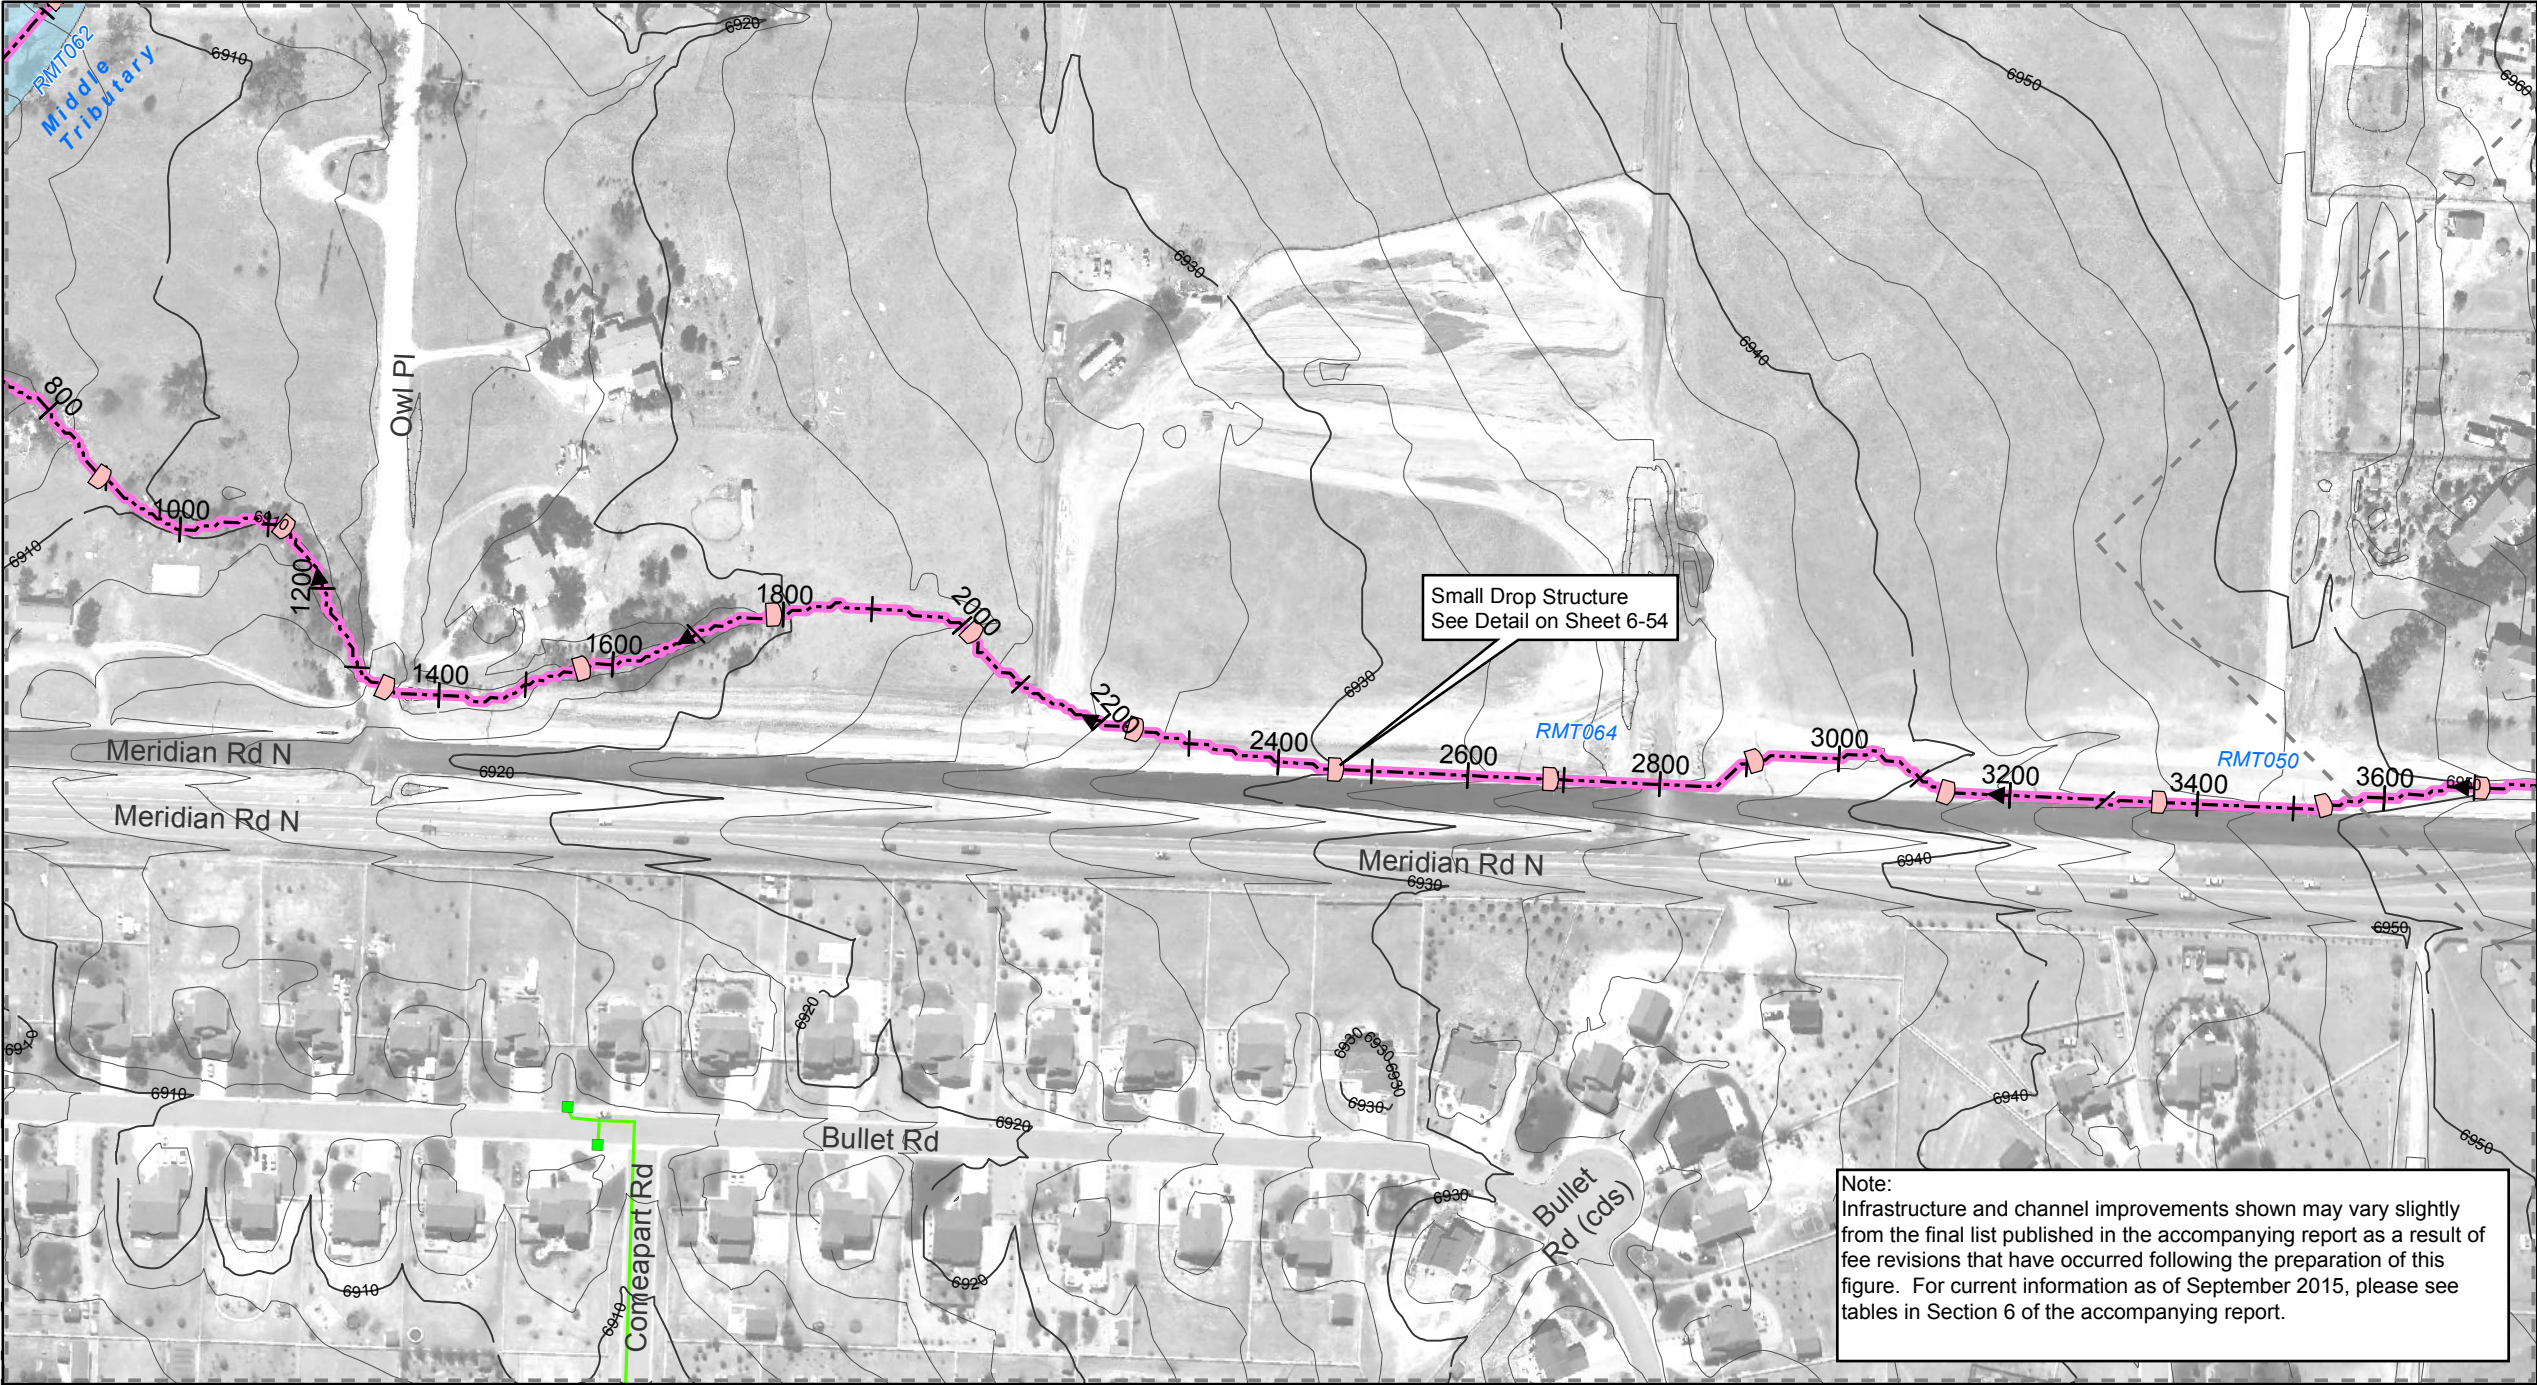 6920
6910
RMT062
Middle
Tributary
6950
6960
6930
6940
Owl Pl
800
1000
6910
6910
1200
1400
1600
1800
2000
2200
Small Drop Structure
See Detail on Sheet 6-54
6930
RMT064
2400
2600
2800
3000
3200
3400
RMT050
3600
6950
Meridian Rd N
6920
Meridian Rd N
Meridian Rd N
6940
6930
6950
6920
6940
6930
6930
6930
6930
6910
6940
6920
Bullet Rd
6950
Comeapart Rd
6930
Bullet
Rd (cds)
6920
6910
6910
Note:
Infrastructure and channel improvements shown may vary slightly
from the final list published in the accompanying report as a result of
fee revisions that have occurred following the preparation of this
figure.  For current information as of September 2015, please see
tables in Section 6 of the accompanying report.